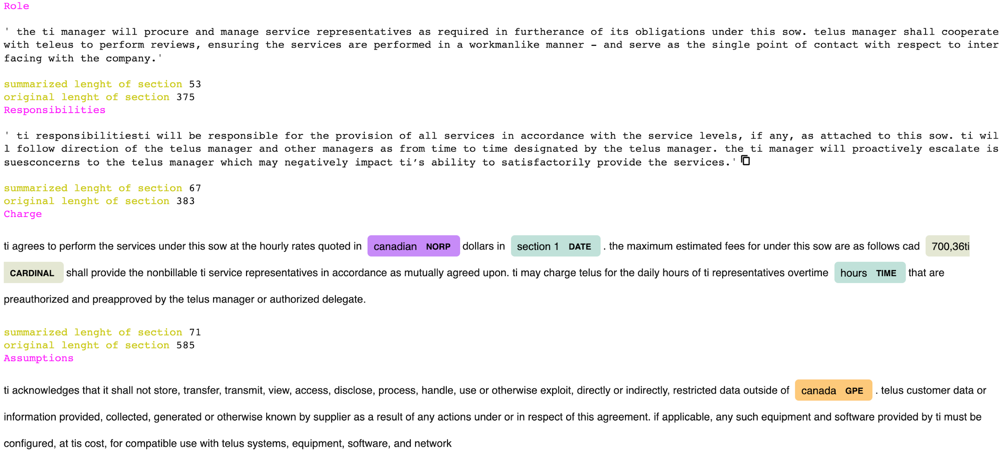 Role
' the ti manager will procure and manage service representatives as required in furtherance of its obligations under this sow. telus manager shall cooperate
with teleus to perform reviews, ensuring the services are performed in a workmanlike manner – and serve as the single point of contact with respect to inter
facing with the company.'
summarized lenght of section 53
original lenght of section 375
Responsibilities
' ti responsibilitiesti will be responsible for the provision of all services in accordance with the service levels, if any, as attached to this sow. ti wil
l follow direction of the telus manager and other managers as from time to time designated by the telus manager. the ti manager will proactively escalate is
suesconcerns to the telus manager which may negatively impact ti’s ability to satisfactorily provide the services.'
summarized lenght of section 67
original lenght of section 383
Charge
ti agrees to perform the services under this sow at the hourly rates quoted in canadian NORP dollars in section 1 DATE . the maximum estimated fees for under this sow are as follows cad 700,36ti
CARDINAL shall provide the nonbillable ti service representatives in accordance as mutually agreed upon. ti may charge telus for the daily hours of ti representatives overtime hours TIME that are
preauthorized and preapproved by the telus manager or authorized delegate.
summarized lenght of section 71
original lenght of section 585
Assumptions
ti acknowledges that it shall not store, transfer, transmit, view, access, disclose, process, handle, use or otherwise exploit, directly or indirectly, restricted data outside of canada GPE . telus customer data or
information provided, collected, generated or otherwise known by supplier as a result of any actions under or in respect of this agreement. if applicable, any such equipment and software provided by ti must be
configured, at tis cost, for compatible use with telus systems, equipment, software, and network